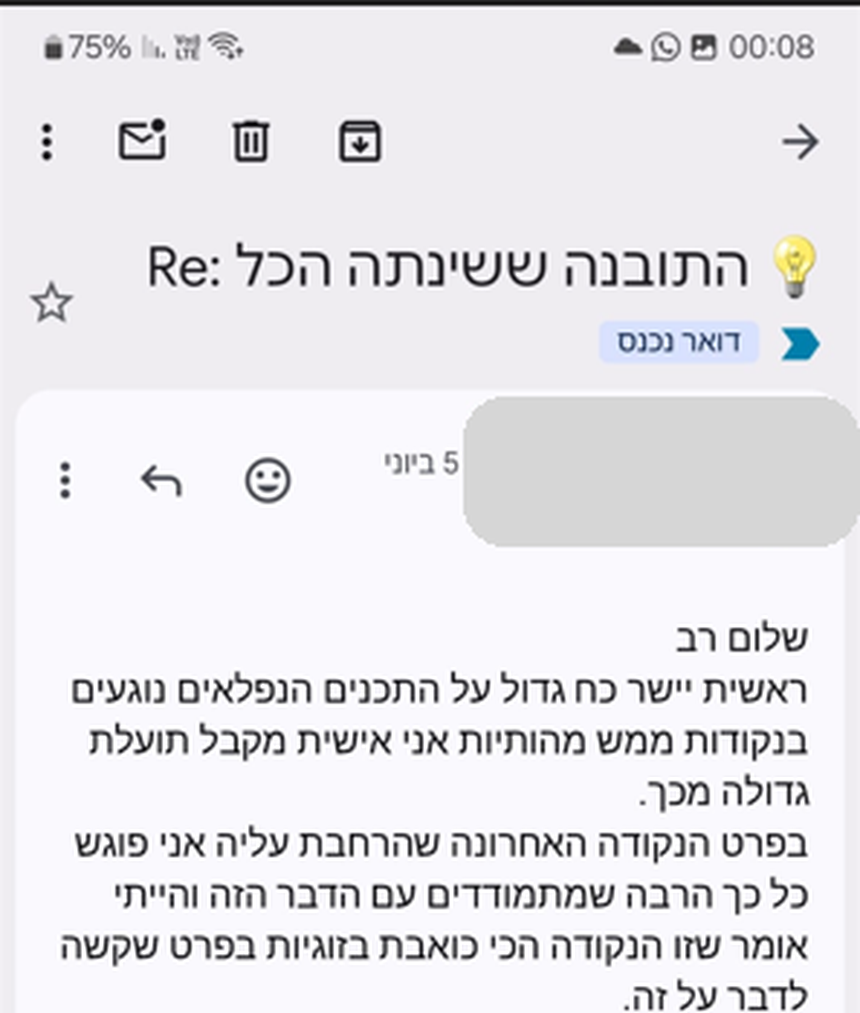 75% VoD LTE 00:08
💡 התובנה ששינתה הכל Re:
דואר נכנס
5 ביוני
שלום רב
ראשית יישר כח גדול על התכנים הנפלאים נוגעים
בנקודות ממש מהותיות אני אישית מקבל תועלת
גדולה מכך.
בפרט הנקודה האחרונה שהרחבת עליה אני פוגש
כל כך הרבה שמתמודדים עם הדבר הזה והייתי
אומר שזו הנקודה הכי כואבת בזוגיות בפרט שקשה
לדבר על זה.